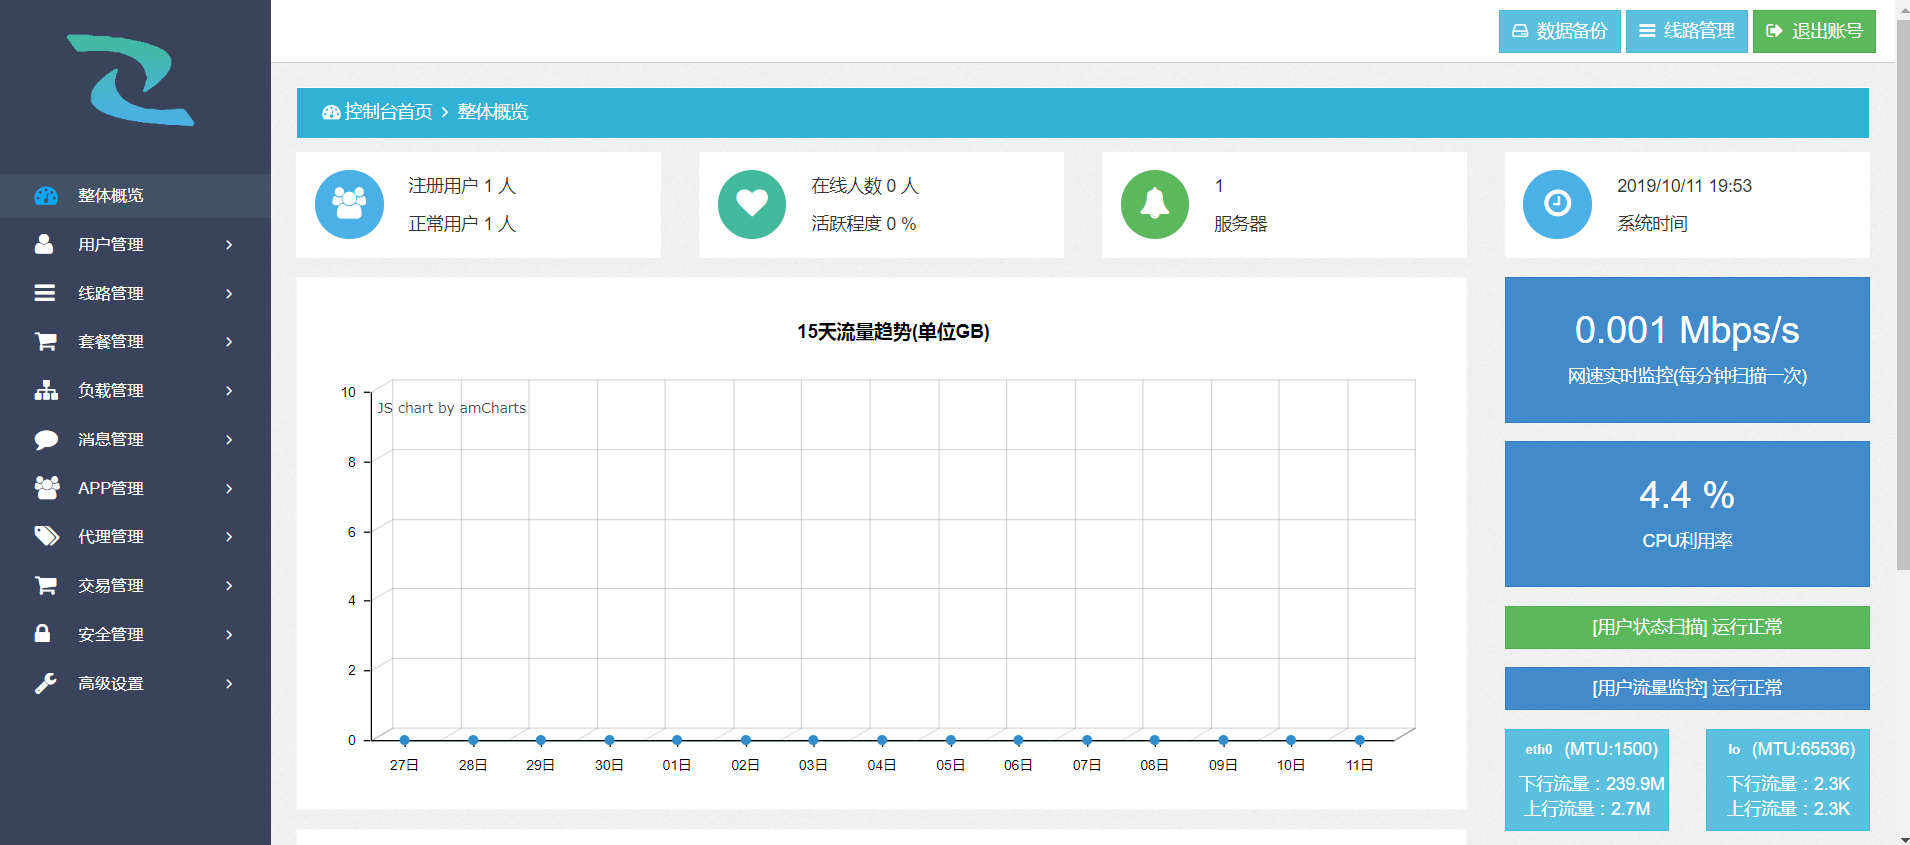 数据备份
线路管理
退出账号
控制台首页 > 整体概览
整体概览
用户管理
线路管理
套餐管理
负载管理
消息管理
APP管理
代理管理
交易管理
安全管理
高级设置
注册用户 1 人
正常用户 1 人
在线人数 0 人
活跃程度 0 %
1
服务器
2019/10/11 19:53
系统时间
15天流量趋势(单位GB)
JS chart by amCharts
10
8
6
4
2
0
27日 28日 29日 30日 01日 02日 03日 04日 05日 06日 07日 08日 09日 10日 11日
0.001 Mbps/s
网速实时监控(每分钟扫描一次)
4.4 %
CPU利用率
[用户状态扫描] 运行正常
[用户流量监控] 运行正常
eth0 (MTU:1500)
下行流量：239.9M
上行流量：2.7M
lo (MTU:65536)
下行流量：2.3K
上行流量：2.3K